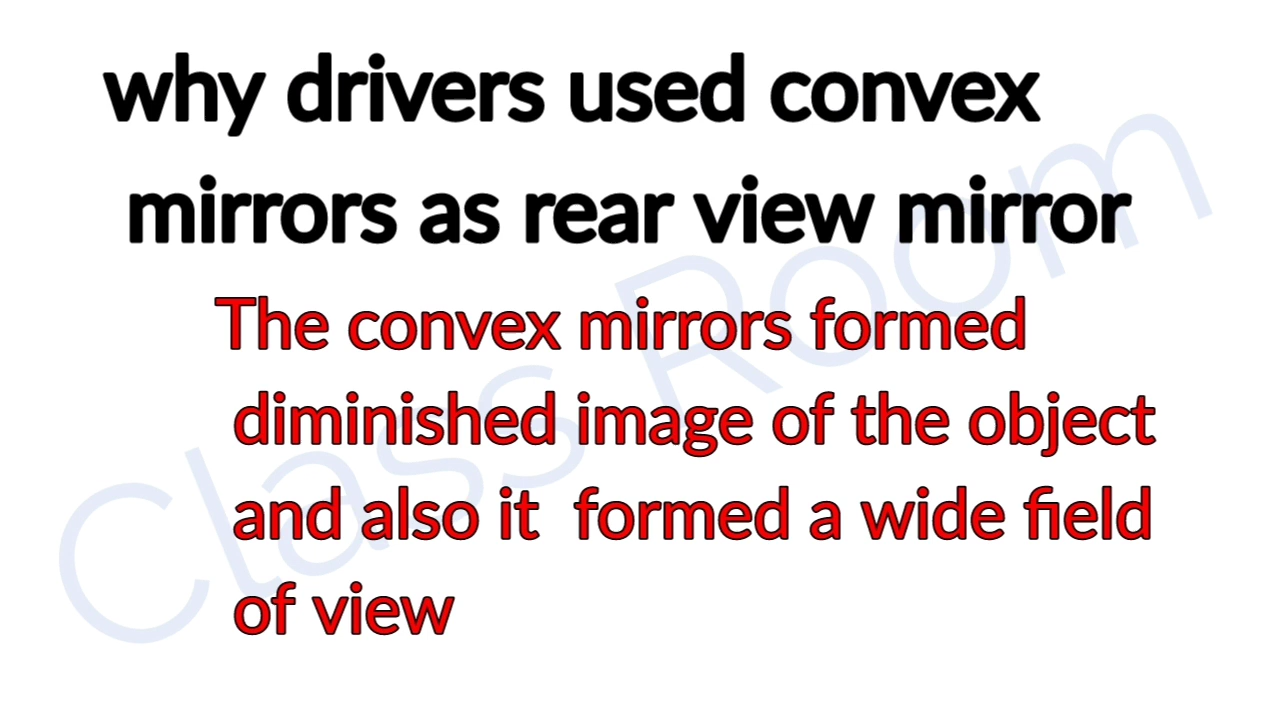 why drivers used convex
mirrors as rear view mirror
The convex mirrors formed
diminished image of the object
and also it  formed a wide field
of view
Class Room